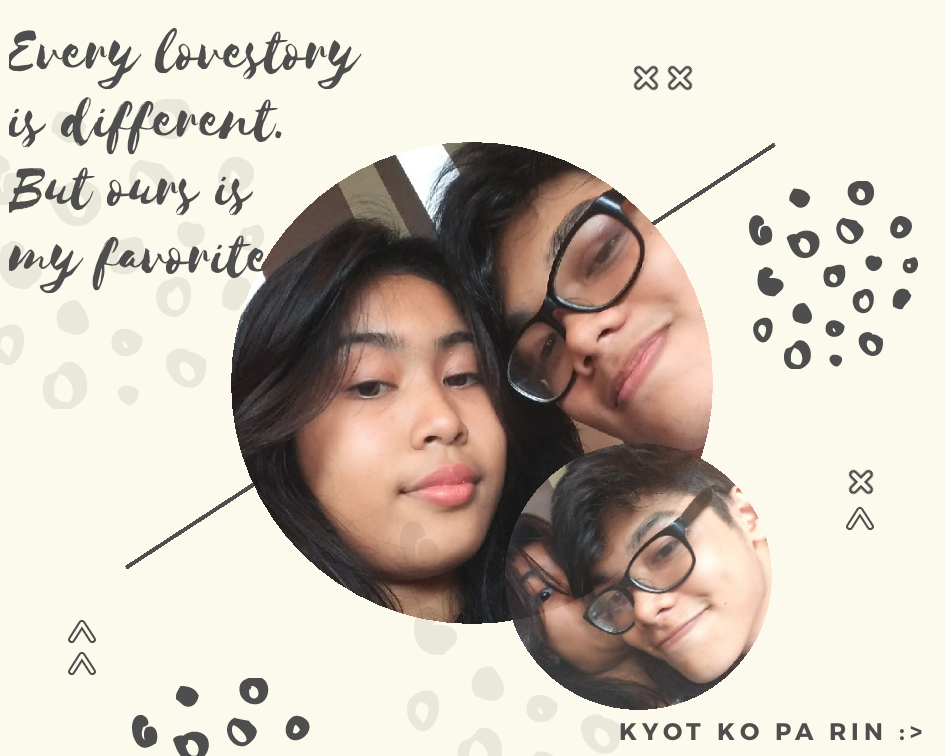 Every lovestory
is different.
But ours is
my favorite
KYOT KO PA RIN :>